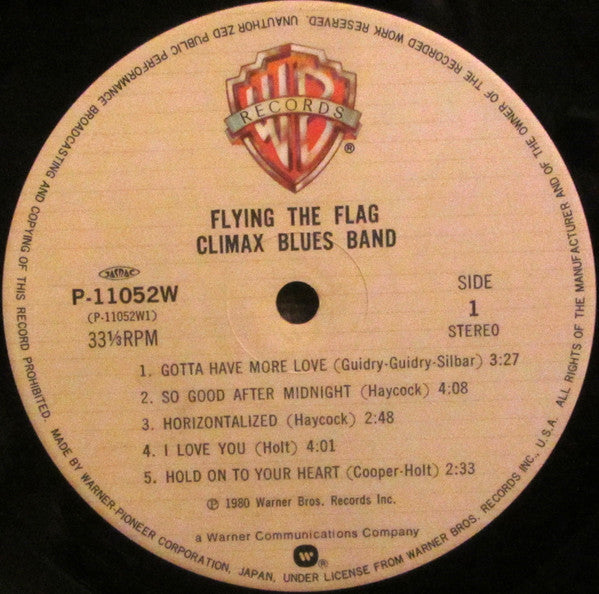 WB
RECORDS
®
FLYING THE FLAG
CLIMAX BLUES BAND
JASRAC
P-11052W
(P-11052W1)
33⅓RPM
SIDE
1
STEREO
1. GOTTA HAVE MORE LOVE (Guidry-Guidry-Silbar) 3:27
2. SO GOOD AFTER MIDNIGHT (Haycock) 4:08
3. HORIZONTALIZED (Haycock) 2:48
4. I LOVE YOU (Holt) 4:01
5. HOLD ON TO YOUR HEART (Cooper-Holt) 2:33
℗ 1980 Warner Bros. Records Inc.
a Warner Communications Company
W®
ALL RIGHTS OF THE MANUFACTURER AND OF THE OWNER OF THE RECORDED WORK RESERVED. UNAUTHORIZED PUBLIC PERFORMANCE BROADCASTING AND COPYING OF THIS RECORD PROHIBITED. MADE BY WARNER-PIONEER CORPORATION, JAPAN, UNDER LICENSE FROM WARNER BROS. RECORDS INC., U.S.A.